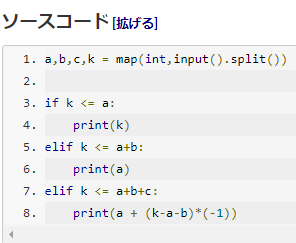 ソースコード [拡げる]
1. a,b,c,k = map(int,input().split())
2.
3. if k <= a:
4.     print(k)
5. elif k <= a+b:
6.     print(a)
7. elif k <= a+b+c:
8.     print(a + (k-a-b)*(-1))